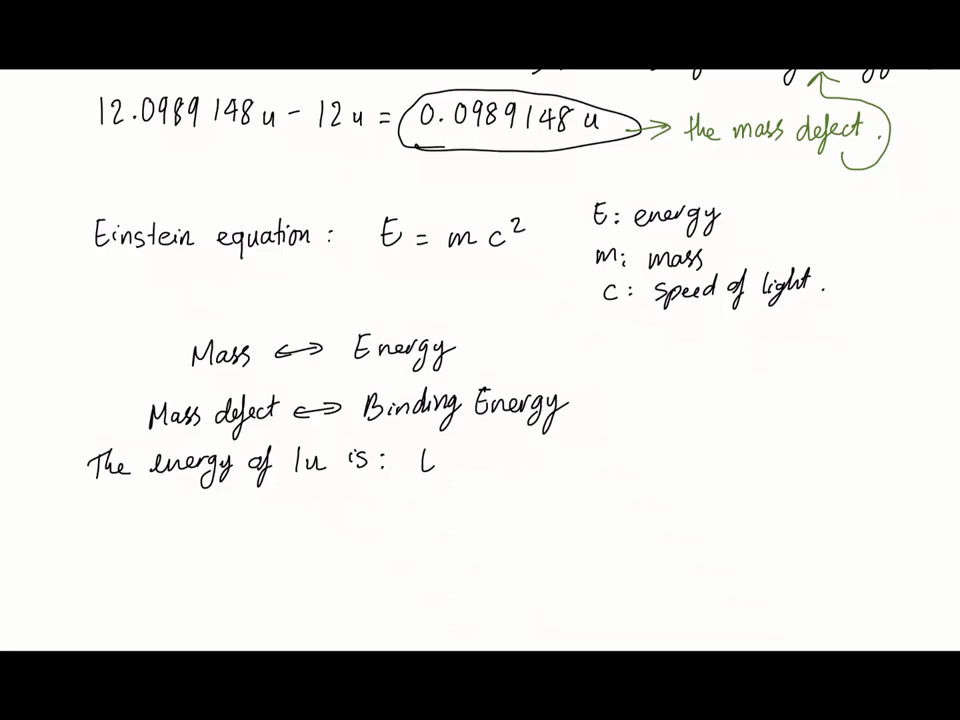 12.0989148 u - 12 u = 0.0989148 u → the mass defect.
Einstein equation: E = mc²
E: energy
m: mass
c: speed of light.
Mass ⟷ Energy
Mass defect ⟷ Binding Energy
The energy of 1u is: (